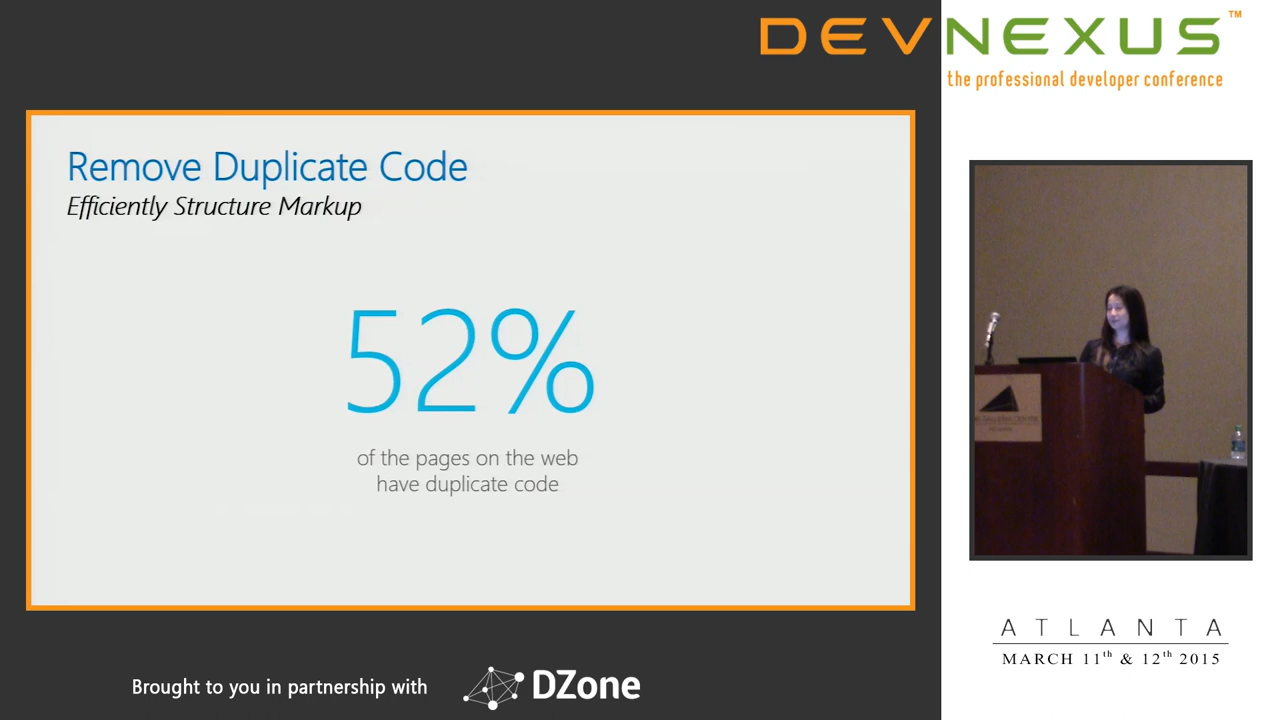 DEVNEXUS™
the professional developer conference
Remove Duplicate Code
Efficiently Structure Markup
52%
of the pages on the web
have duplicate code
ATLANTA
MARCH 11th & 12th 2015
Brought to you in partnership with
DZone